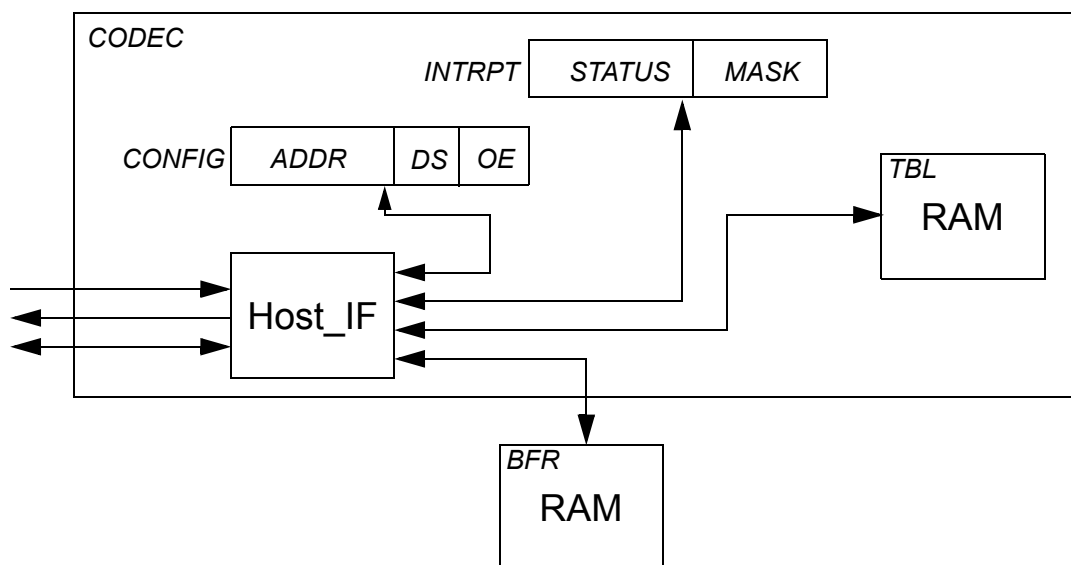 CODEC
INTRPT STATUS MASK
CONFIG ADDR DS OE
TBL
RAM
Host_IF
BFR
RAM